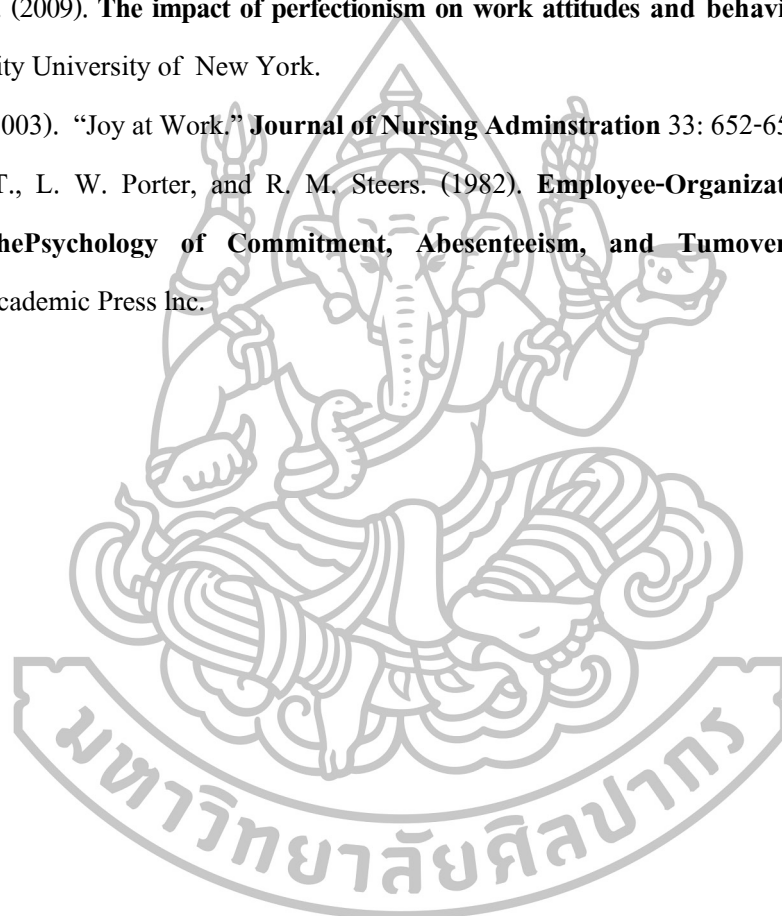 . (2009). The impact of perfectionism on work attitudes and behavi
ity University of New York.
003). “Joy at Work.” Journal of Nursing Adminstration 33: 652-65
T., L. W. Porter, and R. M. Steers. (1982). Employee-Organizat
hePsychology of Commitment, Abesenteeism, and Tumover
cademic Press lnc.
มหาวิทยาลัยศิลปากร